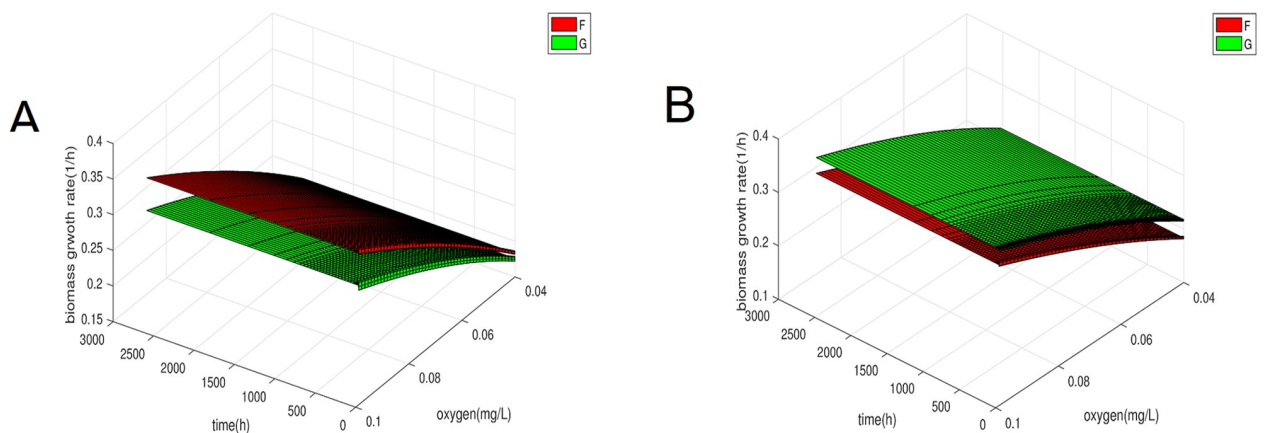 A
F
G
biomass grwoth rate(1/h)
0.4
0.35
0.3
0.25
0.2
0.15
3000
2500
2000
1500
1000
500
0
time(h)
0.1
0.08
0.06
0.04
oxygen(mg/L)
B
F
G
biomass growth rate(1/h)
0.4
0.3
0.2
0.1
3000
2500
2000
1500
1000
500
0
time(h)
0.1
0.08
0.06
0.04
oxygen(mg/L)